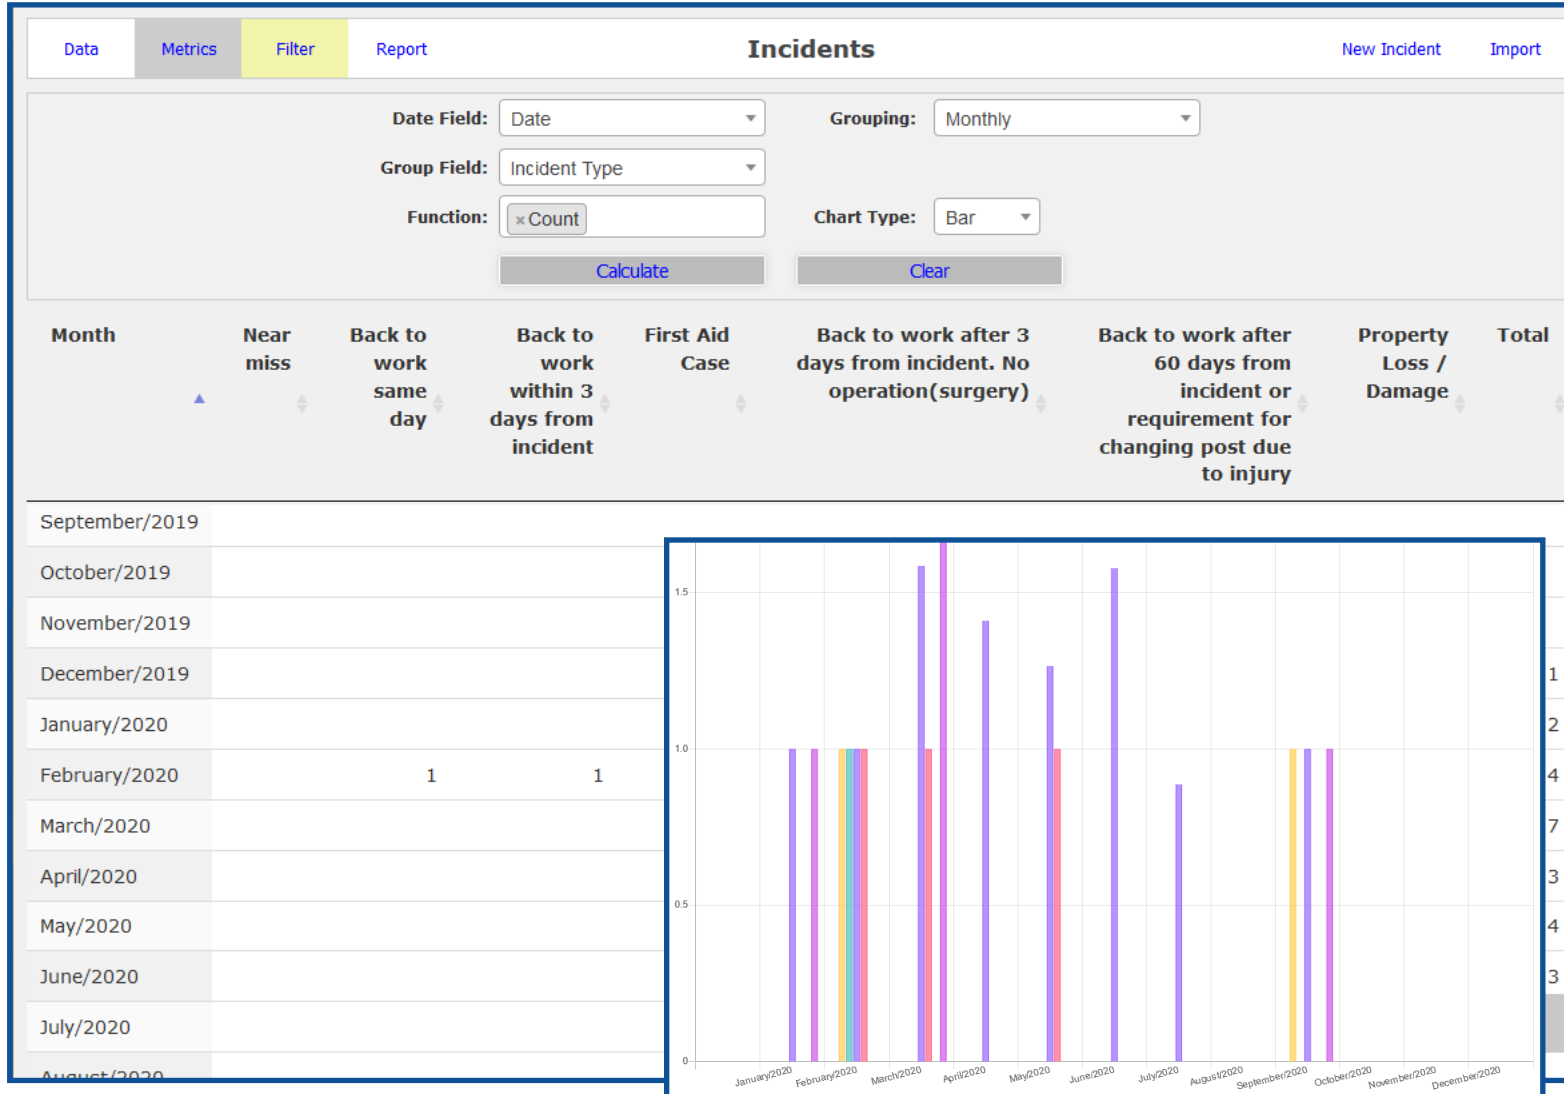 Data Metrics Filter Report Incidents New Incident Import
Date Field: Date Grouping: Monthly
Group Field: Incident Type
Function: × Count Chart Type: Bar
Calculate Clear
Month
Near
miss
Back to
work
same
day
Back to
work
within 3
days from
incident
First Aid
Case
Back to work after 3
days from incident. No
operation(surgery)
Back to work after
60 days from
incident or
requirement for
changing post due
to injury
Property
Loss /
Damage
Total
September/2019
October/2019
November/2019
December/2019 1
January/2020 2
February/2020 1 1 4
March/2020 7
April/2020 3
May/2020 4
June/2020 3
July/2020
August/2020
1.5
1.0
0.5
0
January/2020 February/2020 March/2020 April/2020 May/2020 June/2020 July/2020 August/2020 September/2020 October/2020 November/2020 December/2020